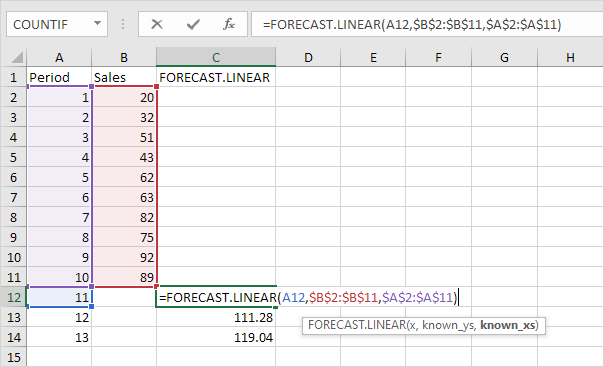 COUNTIF fx =FORECAST.LINEAR(A12,$B$2:$B$11,$A$2:$A$11)
A B C D E F G H
1 Period Sales FORECAST.LINEAR
2 1 20
3 2 32
4 3 51
5 4 43
6 5 62
7 6 63
8 7 82
9 8 75
10 9 92
11 10 89
12 11 =FORECAST.LINEAR(A12,$B$2:$B$11,$A$2:$A$11)
13 12 111.28
FORECAST.LINEAR(x, known_ys, known_xs)
14 13 119.04
15